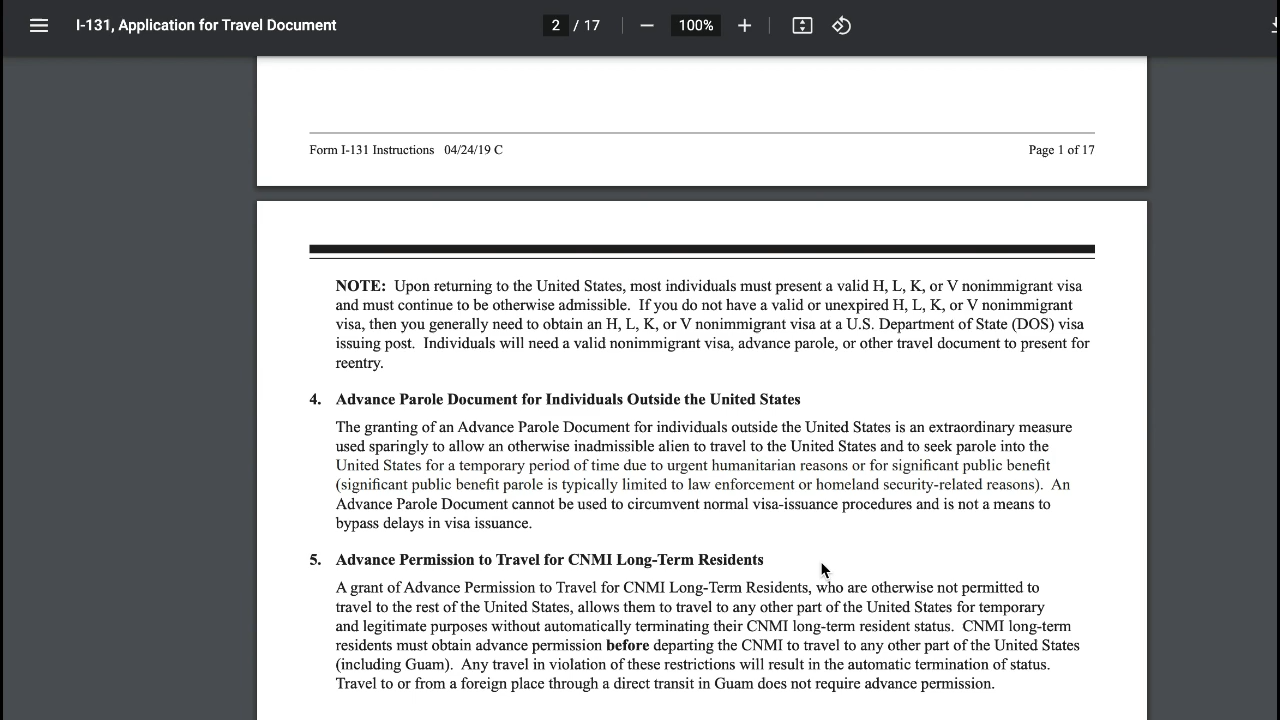 I-131, Application for Travel Document
2 / 17
100%
Form I-131 Instructions 04/24/19 C
Page 1 of 17
NOTE: Upon returning to the United States, most individuals must present a valid H, L, K, or V nonimmigrant visa
and must continue to be otherwise admissible. If you do not have a valid or unexpired H, L, K, or V nonimmigrant
visa, then you generally need to obtain an H, L, K, or V nonimmigrant visa at a U.S. Department of State (DOS) visa
issuing post. Individuals will need a valid nonimmigrant visa, advance parole, or other travel document to present for
reentry.
4. Advance Parole Document for Individuals Outside the United States
The granting of an Advance Parole Document for individuals outside the United States is an extraordinary measure
used sparingly to allow an otherwise inadmissible alien to travel to the United States and to seek parole into the
United States for a temporary period of time due to urgent humanitarian reasons or for significant public benefit
(significant public benefit parole is typically limited to law enforcement or homeland security-related reasons). An
Advance Parole Document cannot be used to circumvent normal visa-issuance procedures and is not a means to
bypass delays in visa issuance.
5. Advance Permission to Travel for CNMI Long-Term Residents
A grant of Advance Permission to Travel for CNMI Long-Term Residents, who are otherwise not permitted to
travel to the rest of the United States, allows them to travel to any other part of the United States for temporary
and legitimate purposes without automatically terminating their CNMI long-term resident status. CNMI long-term
residents must obtain advance permission before departing the CNMI to travel to any other part of the United States
(including Guam). Any travel in violation of these restrictions will result in the automatic termination of status.
Travel to or from a foreign place through a direct transit in Guam does not require advance permission.